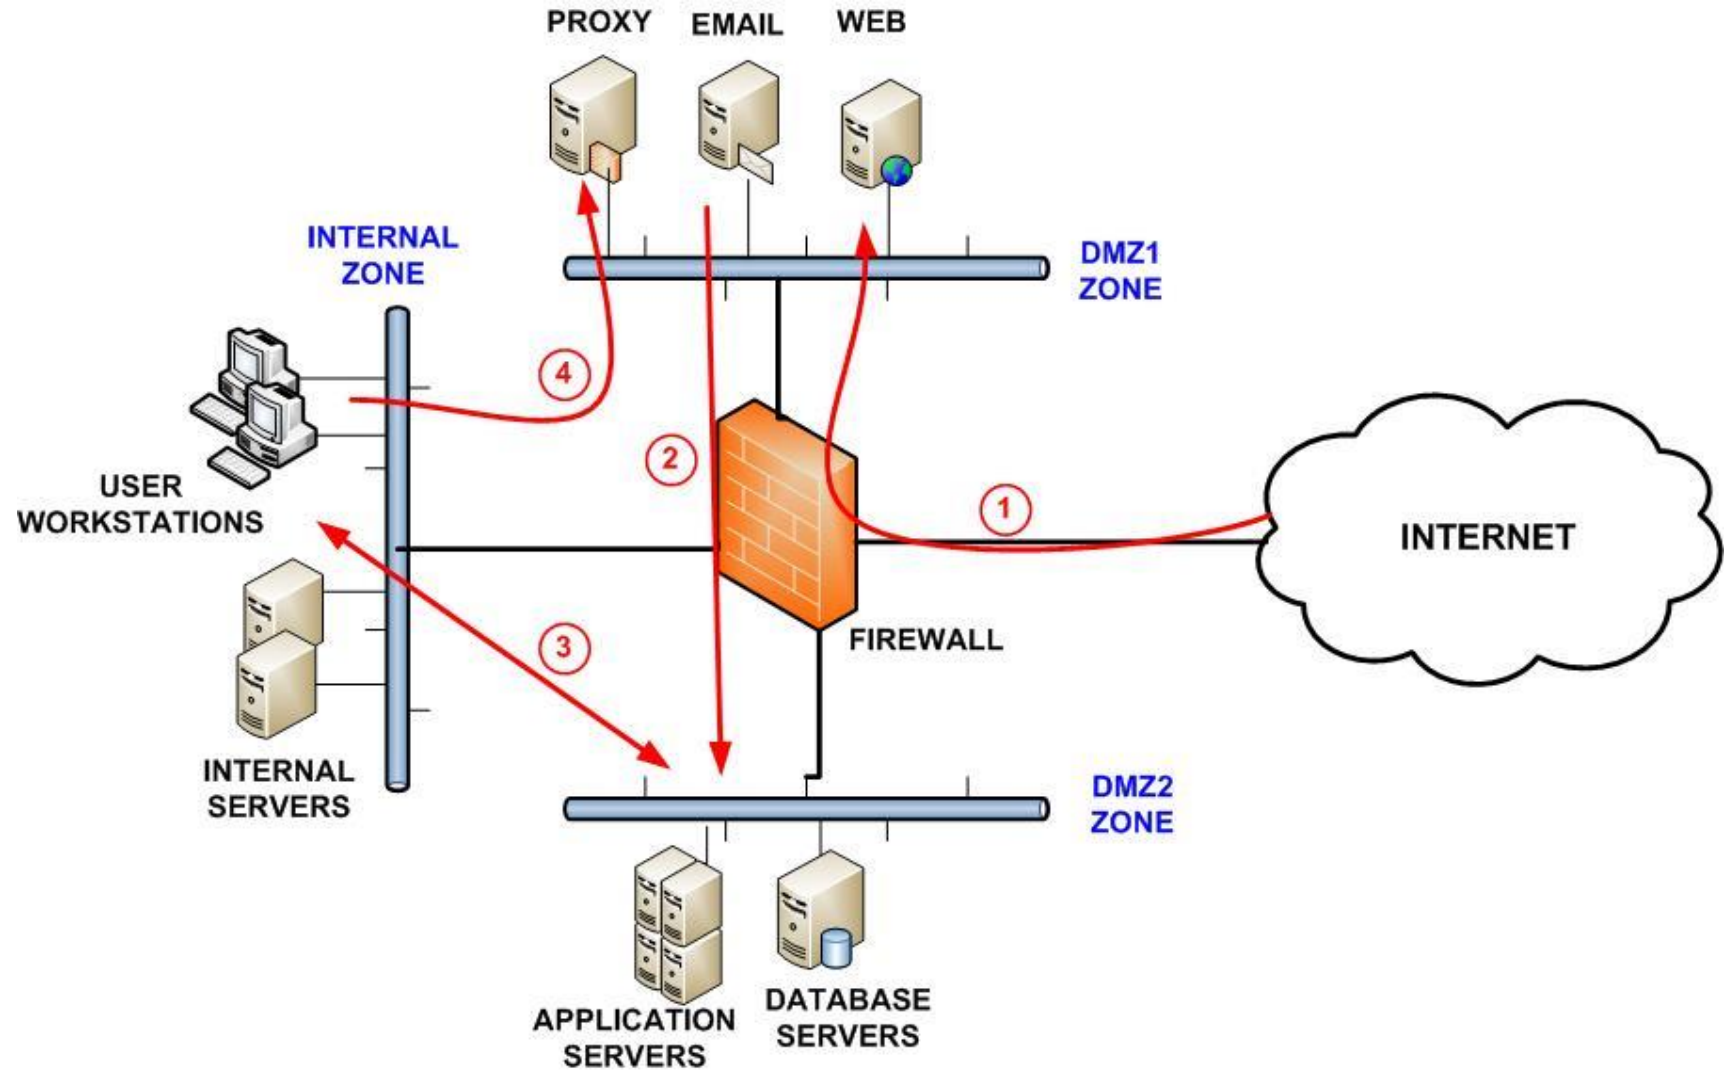 PROXY
EMAIL
WEB
INTERNAL
ZONE
DMZ1
ZONE
4
USER
WORKSTATIONS
2
1
INTERNET
FIREWALL
3
INTERNAL
SERVERS
DMZ2
ZONE
APPLICATION
SERVERS
DATABASE
SERVERS